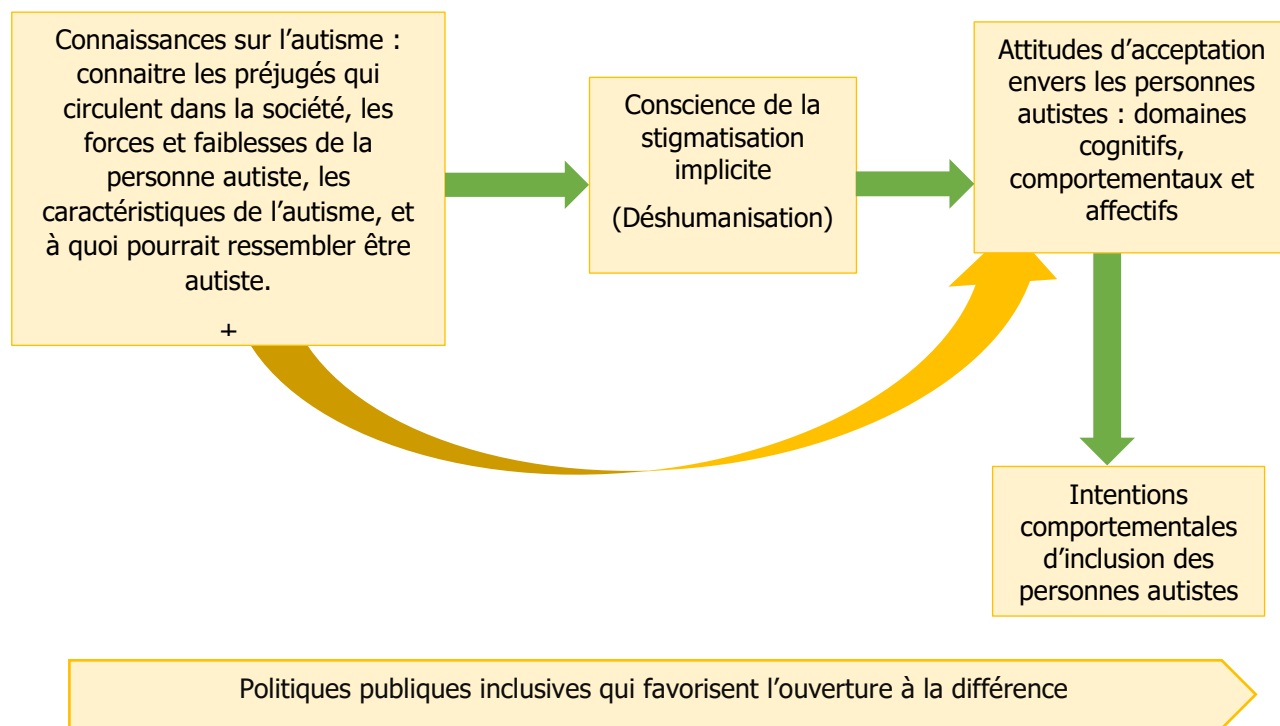 Connaissances sur l’autisme :
connaitre les préjugés qui
circulent dans la société, les
forces et faiblesses de la
personne autiste, les
caractéristiques de l’autisme, et
à quoi pourrait ressembler être
autiste.
+
Conscience de la
stigmatisation
implicite
(Déshumanisation)
Attitudes d’acceptation
envers les personnes
autistes : domaines
cognitifs,
comportementaux et
affectifs
Intentions
comportementales
d’inclusion des
personnes autistes
Politiques publiques inclusives qui favorisent l’ouverture à la différence